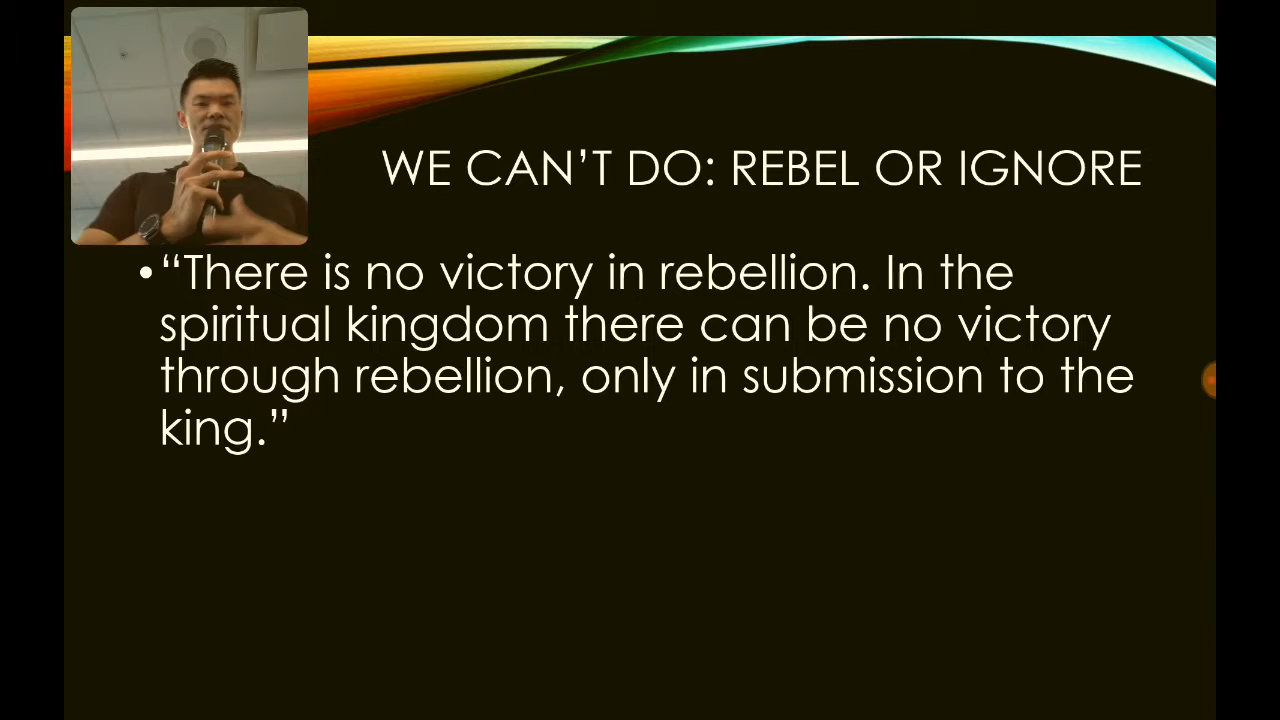 WE CAN’T DO: REBEL OR IGNORE
•“There is no victory in rebellion. In the
spiritual kingdom there can be no victory
through rebellion, only in submission to the
king.”